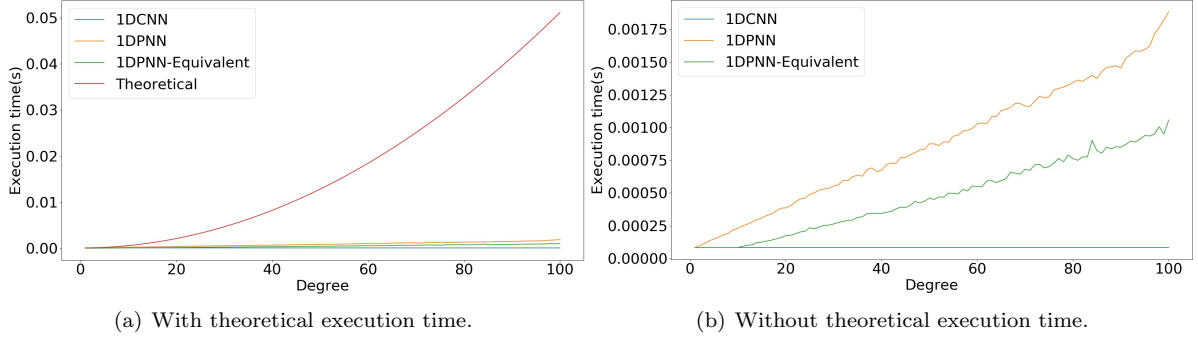 0.05
0.04
0.03
0.02
0.01
0.00
Execution time(s)
1DCNN
1DPNN
1DPNN-Equivalent
Theoretical
0 20 40 60 80 100
Degree
(a) With theoretical execution time.
0.00175
0.00150
0.00125
0.00100
0.00075
0.00050
0.00025
0.00000
Execution time(s)
1DCNN
1DPNN
1DPNN-Equivalent
0 20 40 60 80 100
Degree
(b) Without theoretical execution time.